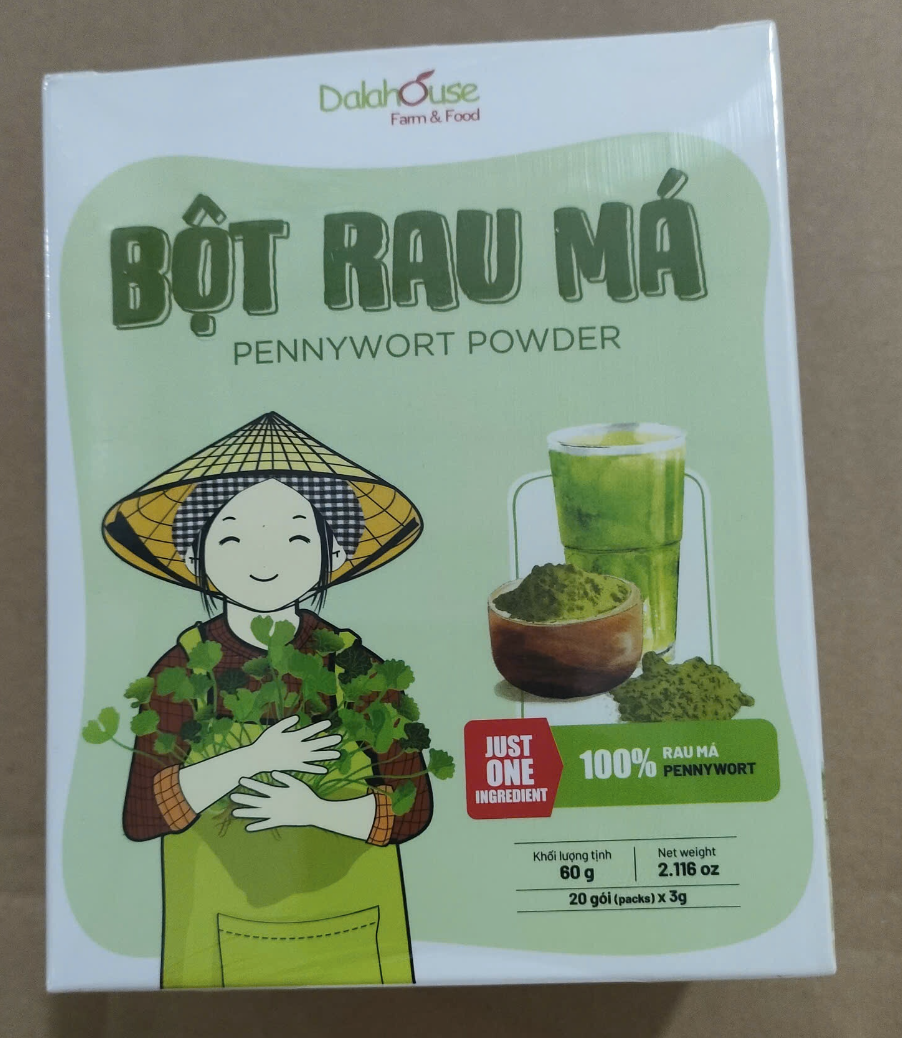 Dalahouse
Farm & Food
BỘT RAU MÁ
PENNYWORT POWDER
JUST
ONE
INGREDIENT
100% RAU MÁ
PENNYWORT
Khối lượng tịnh
60 g
Net weight
2.116 oz
20 gói (packs) x 3g